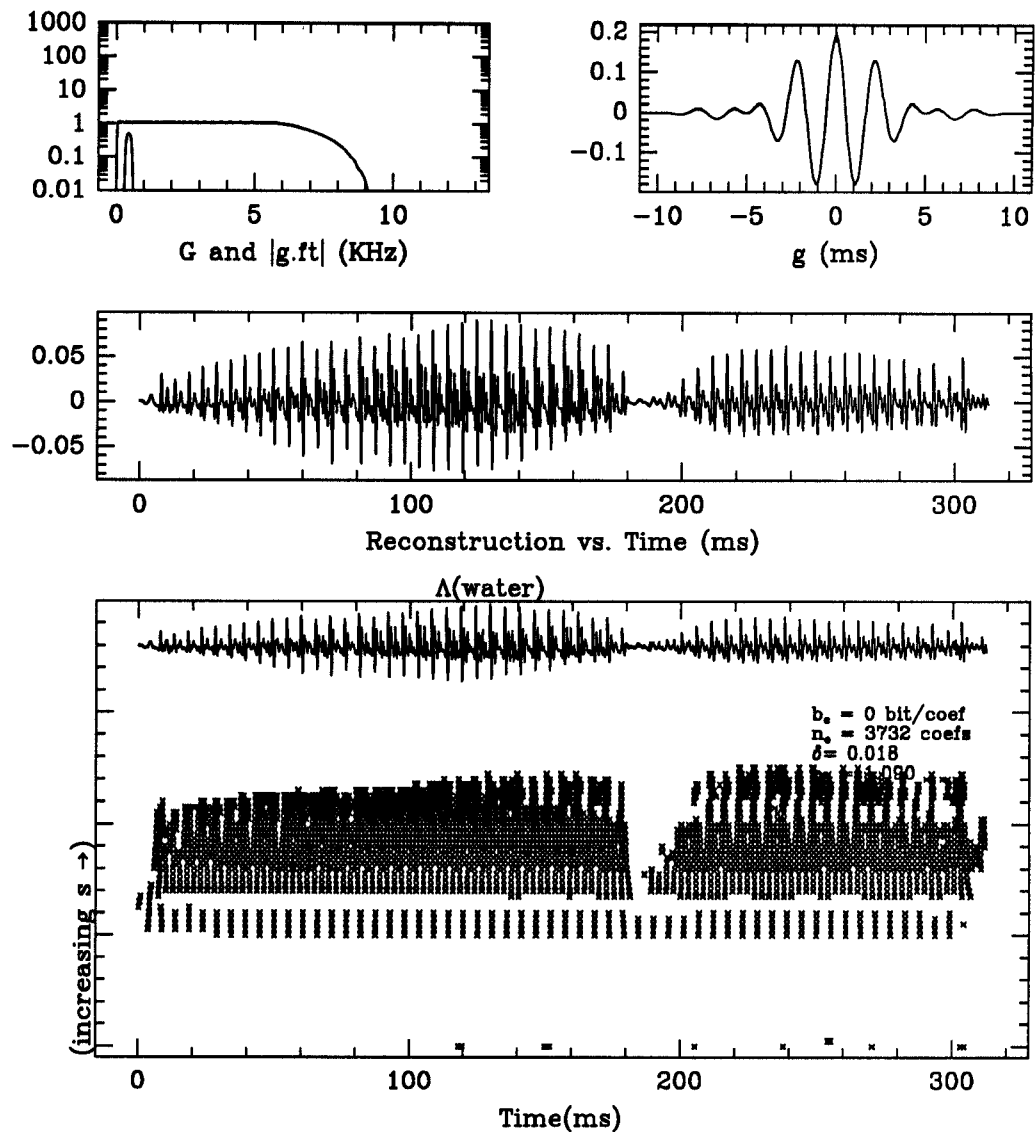 1000
100
10
1
0.1
0.01
0 5 10
G and |g.ft| (KHz)
0.2
0.1
0
−0.1
−10 −5 0 5 10
g (ms)
0.05
0
−0.05
0 100 200 300
Reconstruction vs. Time (ms)
Λ(water)
= 0 bit/coef
= 3732 coefs
δ= 0.018
1.090
(increasing s →)
0 100 200 300
Time(ms)